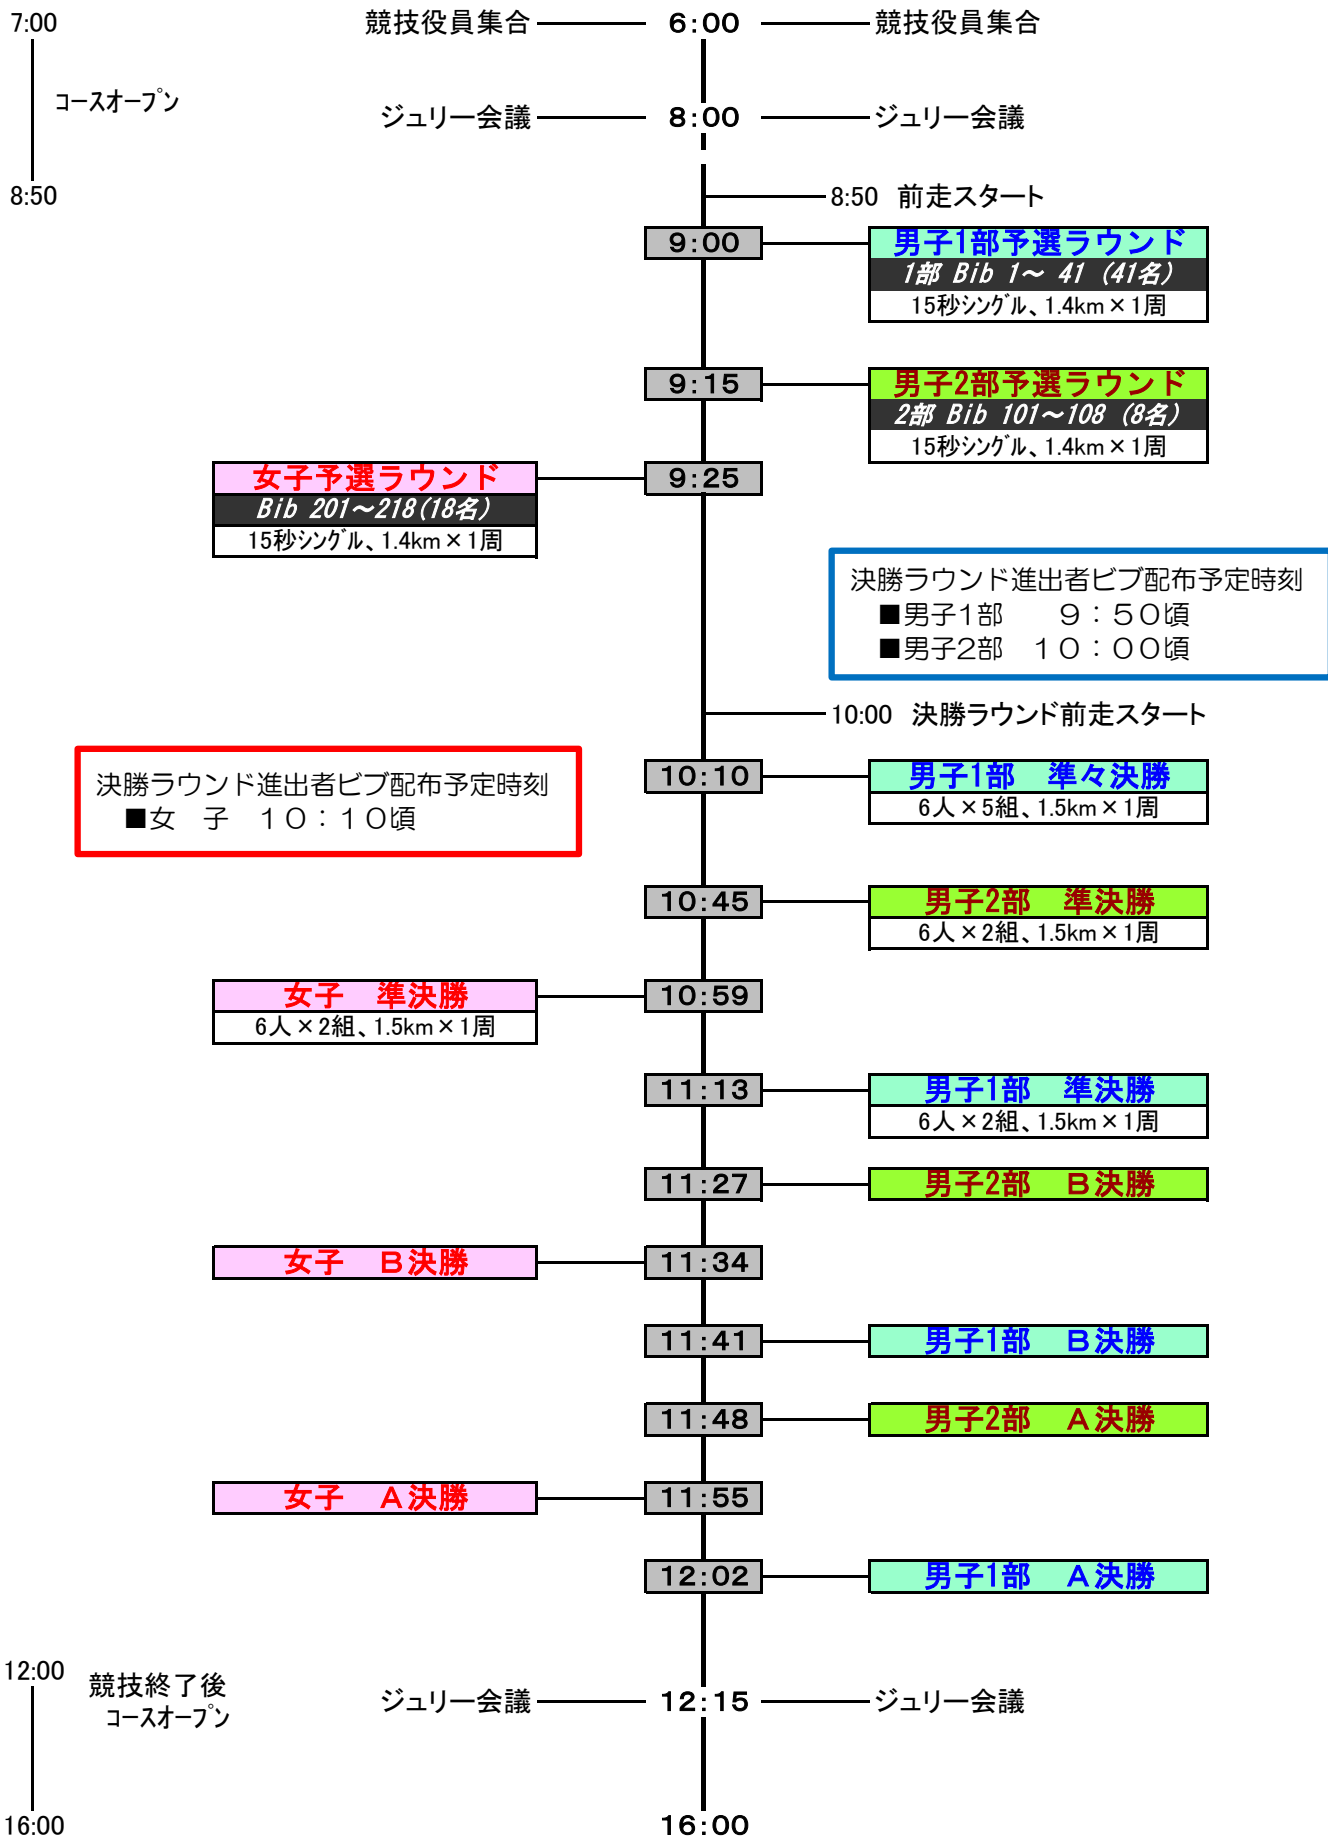 7:00
競技役員集合 6:00 競技役員集合
コースオープン
ジュリー会議 8:00 ジュリー会議
8:50
8:50 前走スタート
9:00 男子1部予選ラウンド
1部 Bib 1～ 41 (41名)
15秒シングル、1.4km×1周
9:15 男子2部予選ラウンド
2部 Bib 101～108 (8名)
15秒シングル、1.4km×1周
女子予選ラウンド 9:25
Bib 201～218(18名)
15秒シングル、1.4km×1周
決勝ラウンド進出者ビブ配布予定時刻
■男子1部　　９：５０頃
■男子2部　１０：００頃
10:00 決勝ラウンド前走スタート
決勝ラウンド進出者ビブ配布予定時刻
■女　子　１０：１０頃
10:10 男子1部　準々決勝
6人×5組、1.5km×1周
10:45 男子2部　準決勝
6人×2組、1.5km×1周
女子　準決勝 10:59
6人×2組、1.5km×1周
11:13 男子1部　準決勝
6人×2組、1.5km×1周
11:27 男子2部　Ｂ決勝
女子　Ｂ決勝 11:34
11:41 男子1部　Ｂ決勝
11:48 男子2部　Ａ決勝
女子　Ａ決勝 11:55
12:02 男子1部　Ａ決勝
12:00
競技終了後
コースオープン
ジュリー会議 12:15 ジュリー会議
16:00 16:00